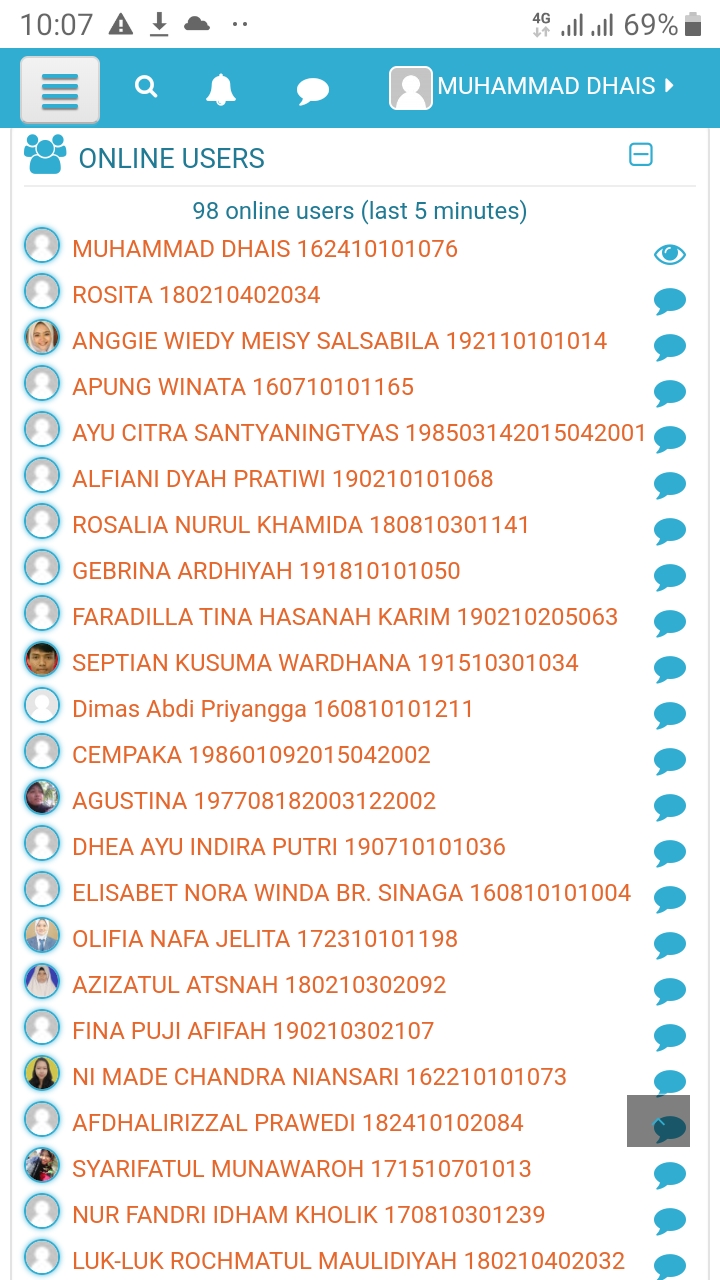 10:07 4G 69%
MUHAMMAD DHAIS
ONLINE USERS
98 online users (last 5 minutes)
MUHAMMAD DHAIS 162410101076
ROSITA 180210402034
ANGGIE WIEDY MEISY SALSABILA 192110101014
APUNG WINATA 160710101165
AYU CITRA SANTYANINGTYAS 198503142015042001
ALFIANI DYAH PRATIWI 190210101068
ROSALIA NURUL KHAMIDA 180810301141
GEBRINA ARDHIYAH 191810101050
FARADILLA TINA HASANAH KARIM 190210205063
SEPTIAN KUSUMA WARDHANA 191510301034
Dimas Abdi Priyangga 160810101211
CEMPAKA 198601092015042002
AGUSTINA 197708182003122002
DHEA AYU INDIRA PUTRI 190710101036
ELISABET NORA WINDA BR. SINAGA 160810101004
OLIFIA NAFA JELITA 172310101198
AZIZATUL ATSNAH 180210302092
FINA PUJI AFIFAH 190210302107
NI MADE CHANDRA NIANSARI 162210101073
AFDHALIRIZZAL PRAWEDI 182410102084
SYARIFATUL MUNAWAROH 171510701013
NUR FANDRI IDHAM KHOLIK 170810301239
LUK-LUK ROCHMATUL MAULIDIYAH 180210402032